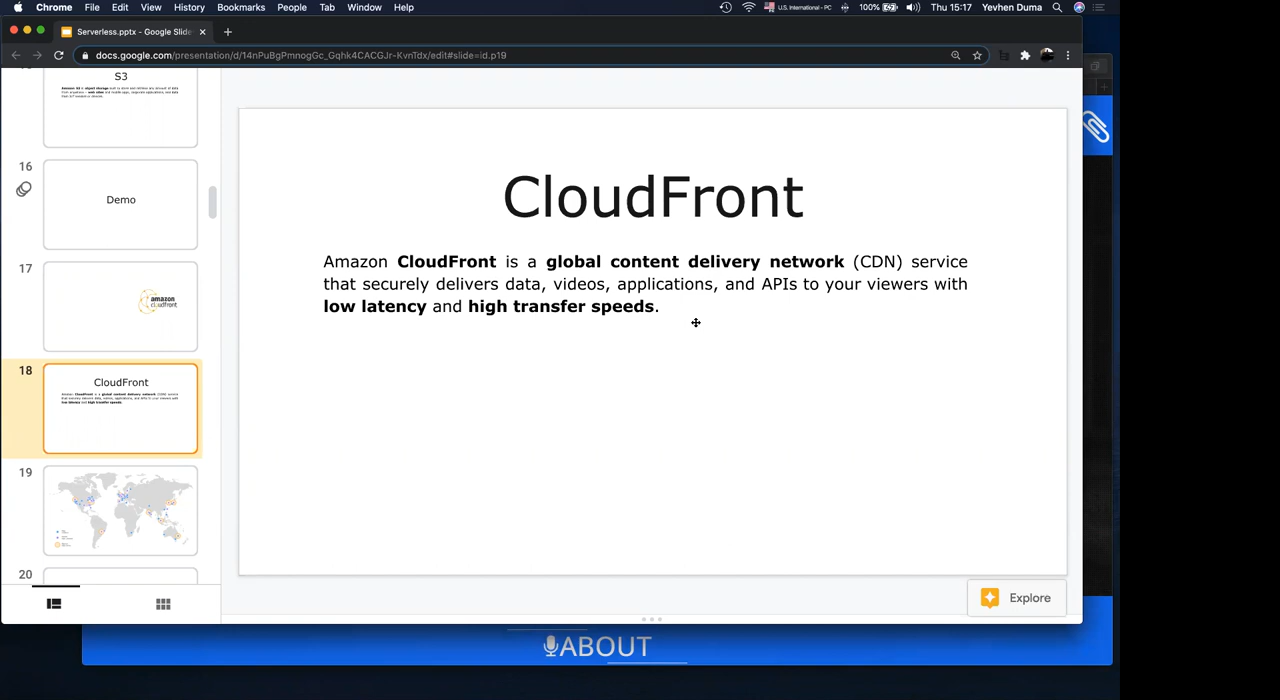 Chrome File Edit View History Bookmarks People Tab Window Help
U.S. International - PC 100% Thu 15:17 Yevhen Duma
Serverless.pptx - Google Slide
docs.google.com/presentation/d/14nPuBgPmnogGc_Gqhk4CACGJr-KvnTdx/edit#slide=id.p19
S3
16
Demo
17
amazon
cloudfront
18
CloudFront
19
20
CloudFront
Amazon CloudFront is a global content delivery network (CDN) service
that securely delivers data, videos, applications, and APIs to your viewers with
low latency and high transfer speeds.
Explore
ABOUT